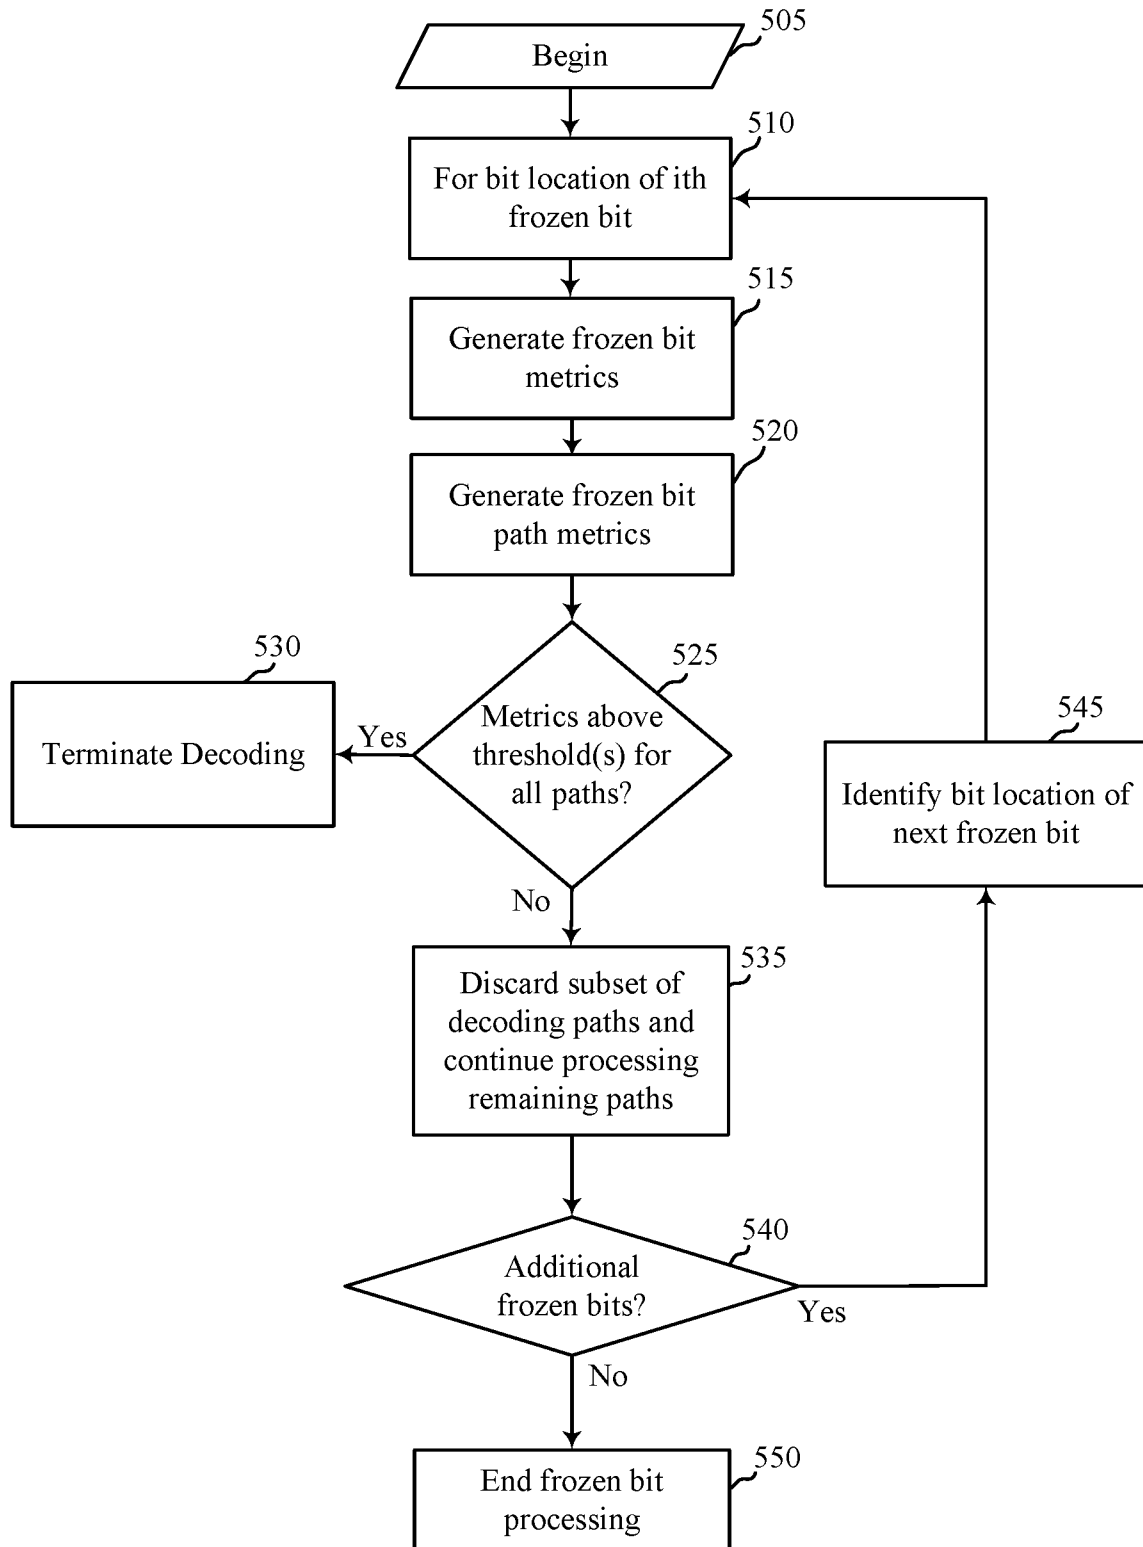 505
Begin
510
For bit location of ith
frozen bit
515
Generate frozen bit
metrics
520
Generate frozen bit
path metrics
525
530
Metrics above
threshold(s) for
all paths?
Yes
Terminate Decoding
545
Identify bit location of
next frozen bit
No
535
Discard subset of
decoding paths and
continue processing
remaining paths
540
Additional
frozen bits?
Yes
No
550
End frozen bit
processing